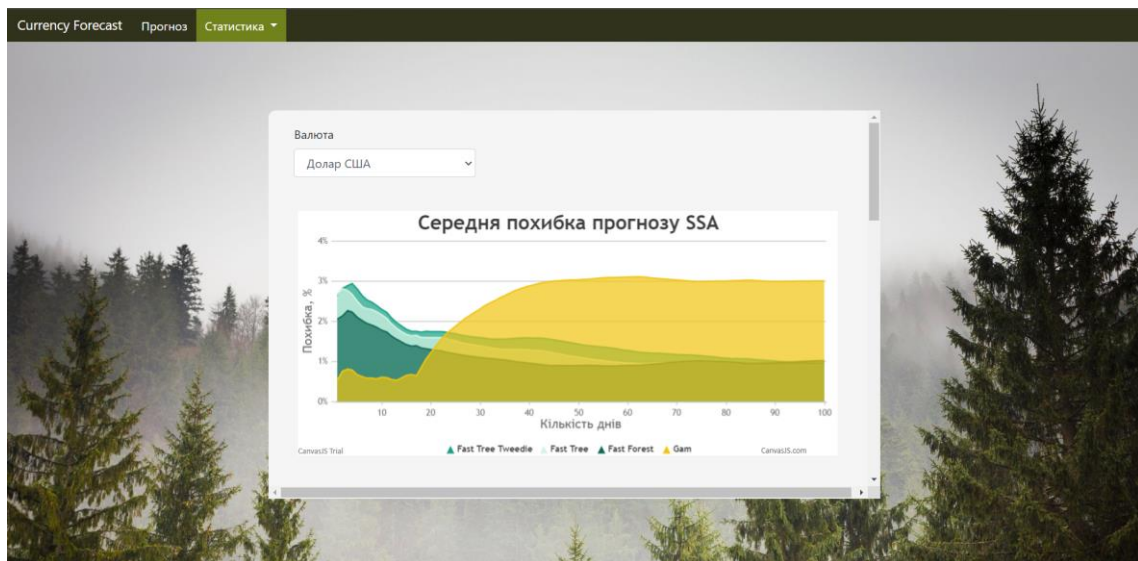 Currency Forecast Прогноз Статистика
Валюта
Долар США
Середня похибка прогнозу SSA
4%
3%
2%
1%
0%
Похибка, %
10 20 30 40 50 60 70 80 90 100
Кількість днів
Fast Tree Tweedie Fast Tree Fast Forest Gam
CanvasJS Trial CanvasJS.com